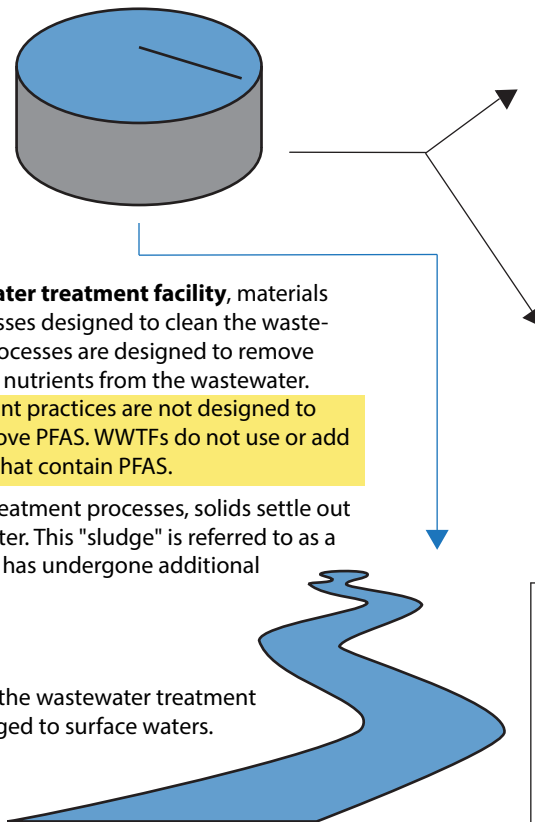 ater treatment facility, materials
sses designed to clean the waste-
rocesses are designed to remove
nutrients from the wastewater.
nt practices are not designed to
ove PFAS. WWTFs do not use or add
hat contain PFAS.
eatment processes, solids settle out
ter. This "sludge" is referred to as a
has undergone additional
the wastewater treatment
ged to surface waters.